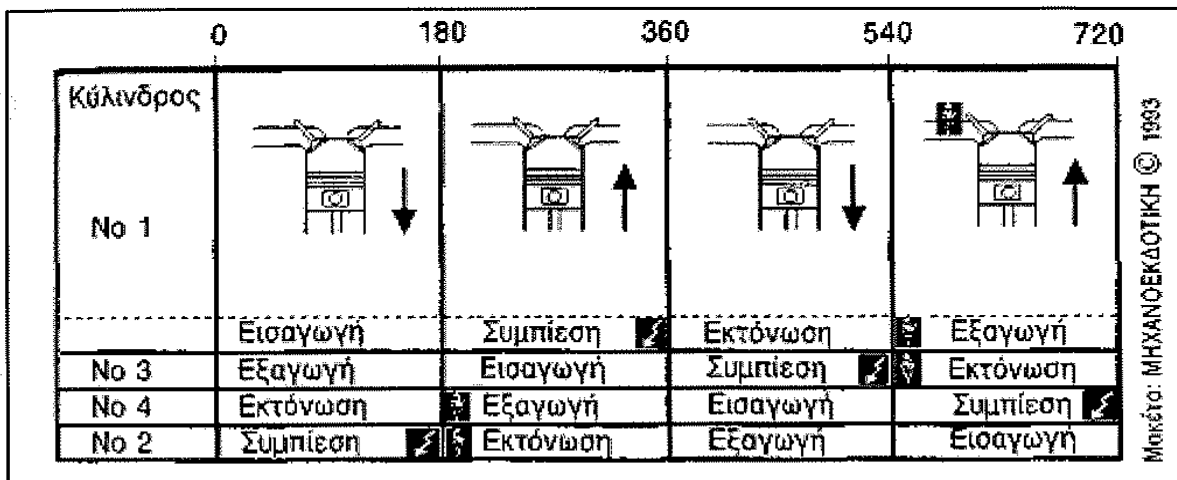 0 180 360 540 720
Κύλινδρος
Νο 1
Εισαγωγή Συμπίεση Εκτόνωση Εξαγωγή
Νο 3 Εξαγωγή Εισαγωγή Συμπίεση Εκτόνωση
Νο 4 Εκτόνωση Εξαγωγή Εισαγωγή Συμπίεση
Νο 2 Συμπίεση Εκτόνωση Εξαγωγή Εισαγωγή
Μακέτα: ΜΗΧΑΝΟΕΚΔΟΤΙΚΗ © 1993